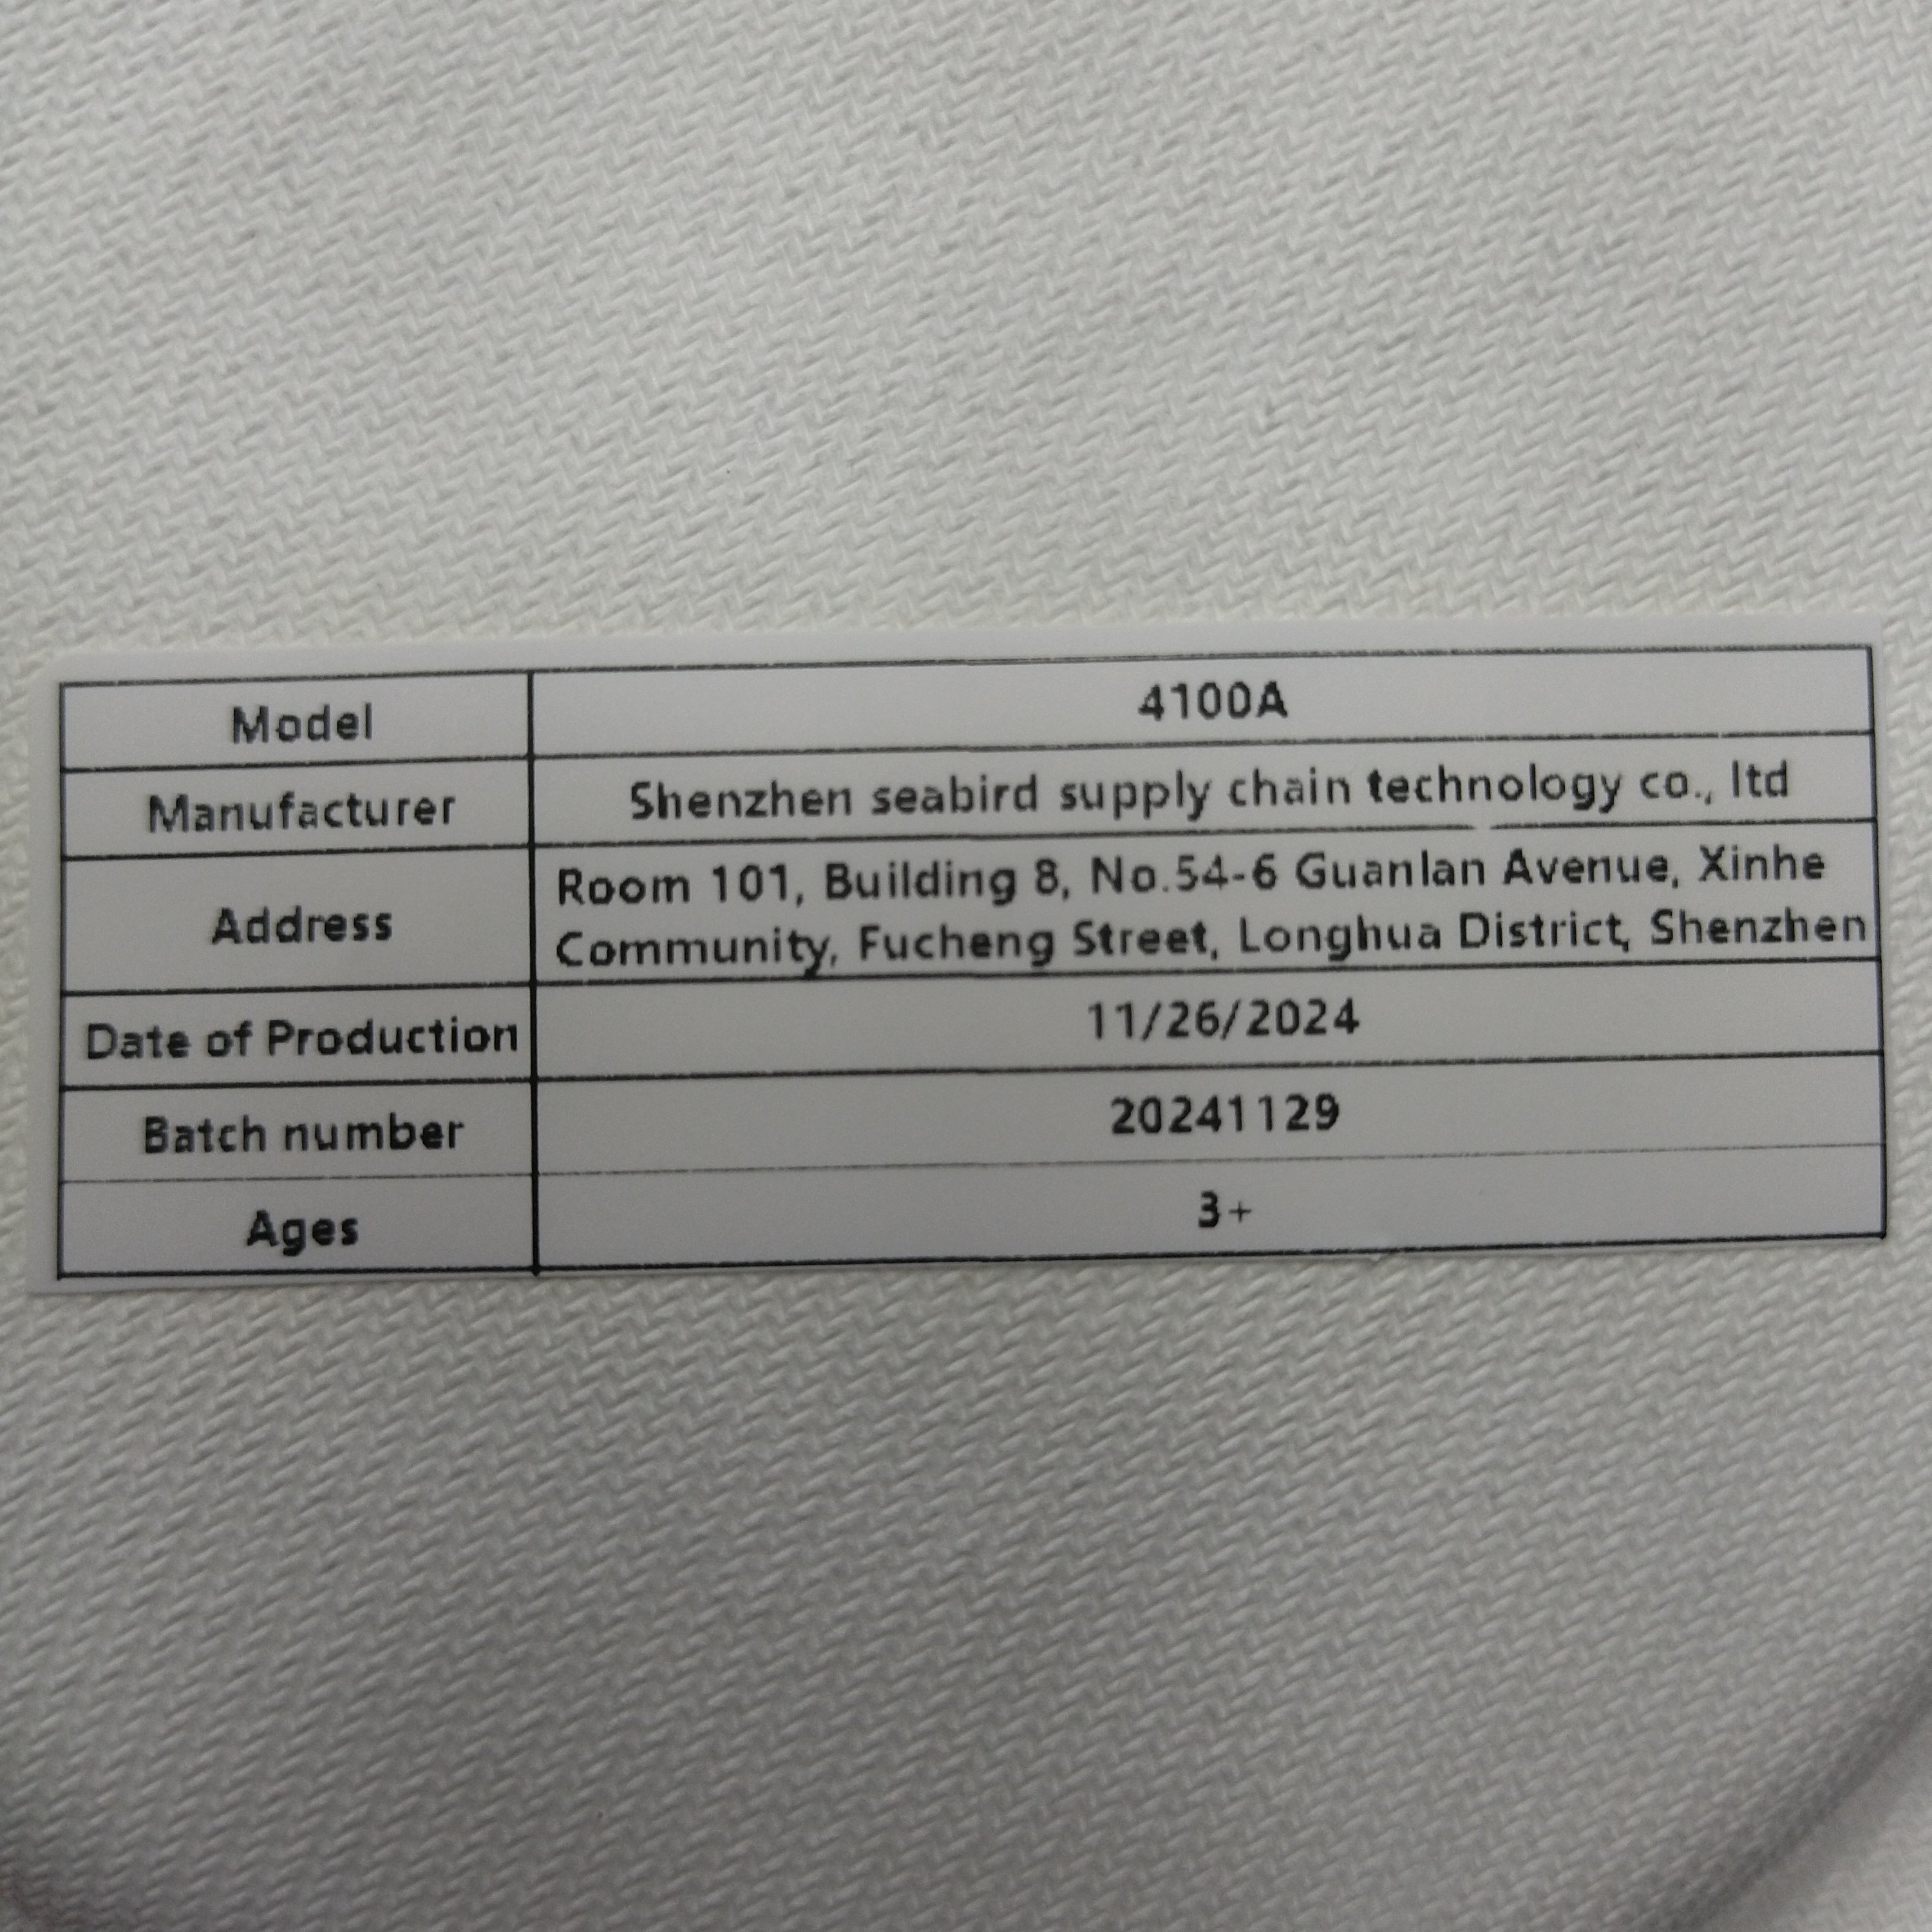 Model 4100A
Manufacturer Shenzhen seabird supply chain technology co., ltd
Address Room 101, Building 8, No.54-6 Guanlan Avenue, Xinhe
Community, Fucheng Street, Longhua District, Shenzhen
Date of Production 11/26/2024
Batch number 20241129
Ages 3+